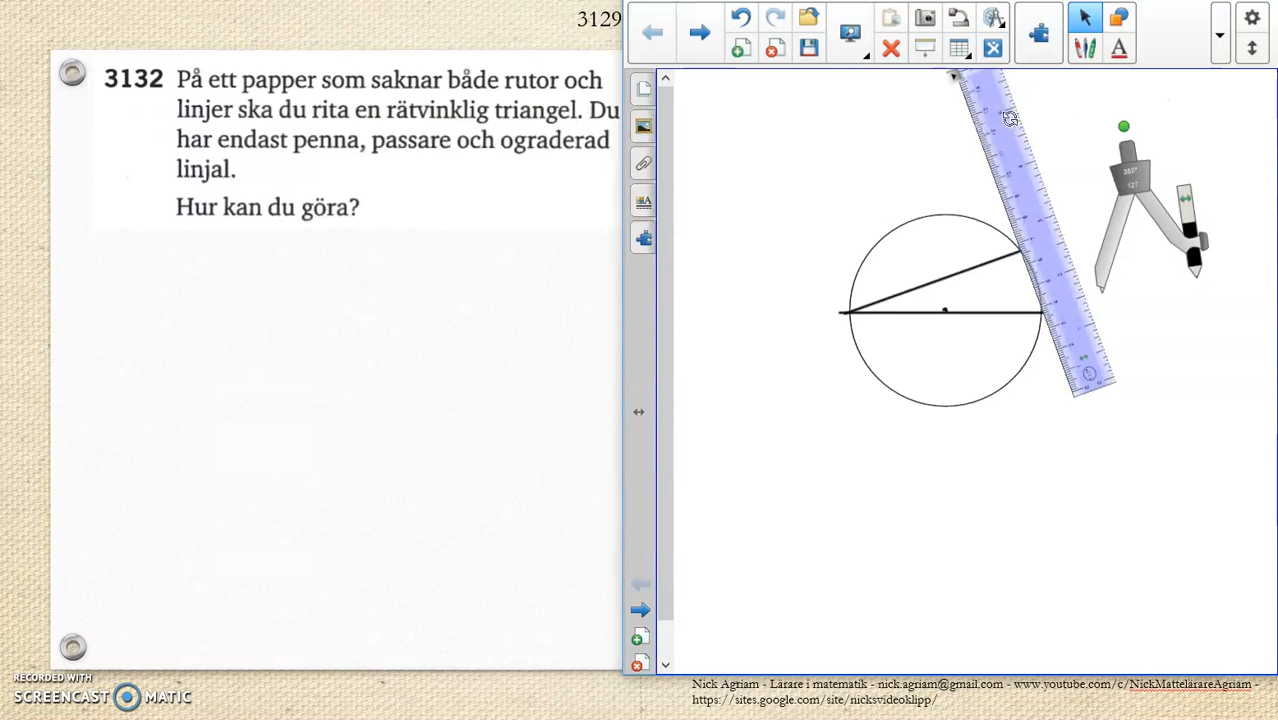 3129
3132 På ett papper som saknar både rutor och
linjer ska du rita en rätvinklig triangel. Du
har endast penna, passare och ograderad
linjal.
Hur kan du göra?
360°
RECORDED WITH
SCREENCAST MATIC
Nick Agriam - Lärare i matematik - nick.agriam@gmail.com - www.youtube.com/c/NickMattelärareAgriam -
https://sites.google.com/site/nicksvideoklipp/